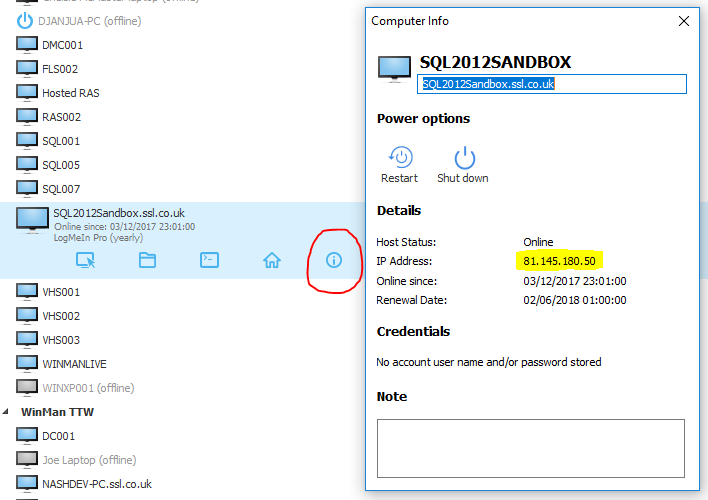 DJANJUA-PC (offline)
DMC001
FLS002
Hosted RAS
RAS002
SQL001
SQL005
SQL007
SQL2012Sandbox.ssl.co.uk
Online since: 03/12/2017 23:01:00
LogMeIn Pro (yearly)
VHS001
VHS002
VHS003
WINMANLIVE
WINXP001 (offline)
WinMan TTW
DC001
Joe Laptop (offline)
NASHDEV-PC.ssl.co.uk
Computer Info
SQL2012SANDBOX
SQL2012Sandbox.ssl.co.uk
Power options
Restart
Shut down
Details
Host Status: Online
IP Address: 81.145.180.50
Online since: 03/12/2017 23:01:00
Renewal Date: 02/06/2018 01:00:00
Credentials
No account user name and/or password stored
Note